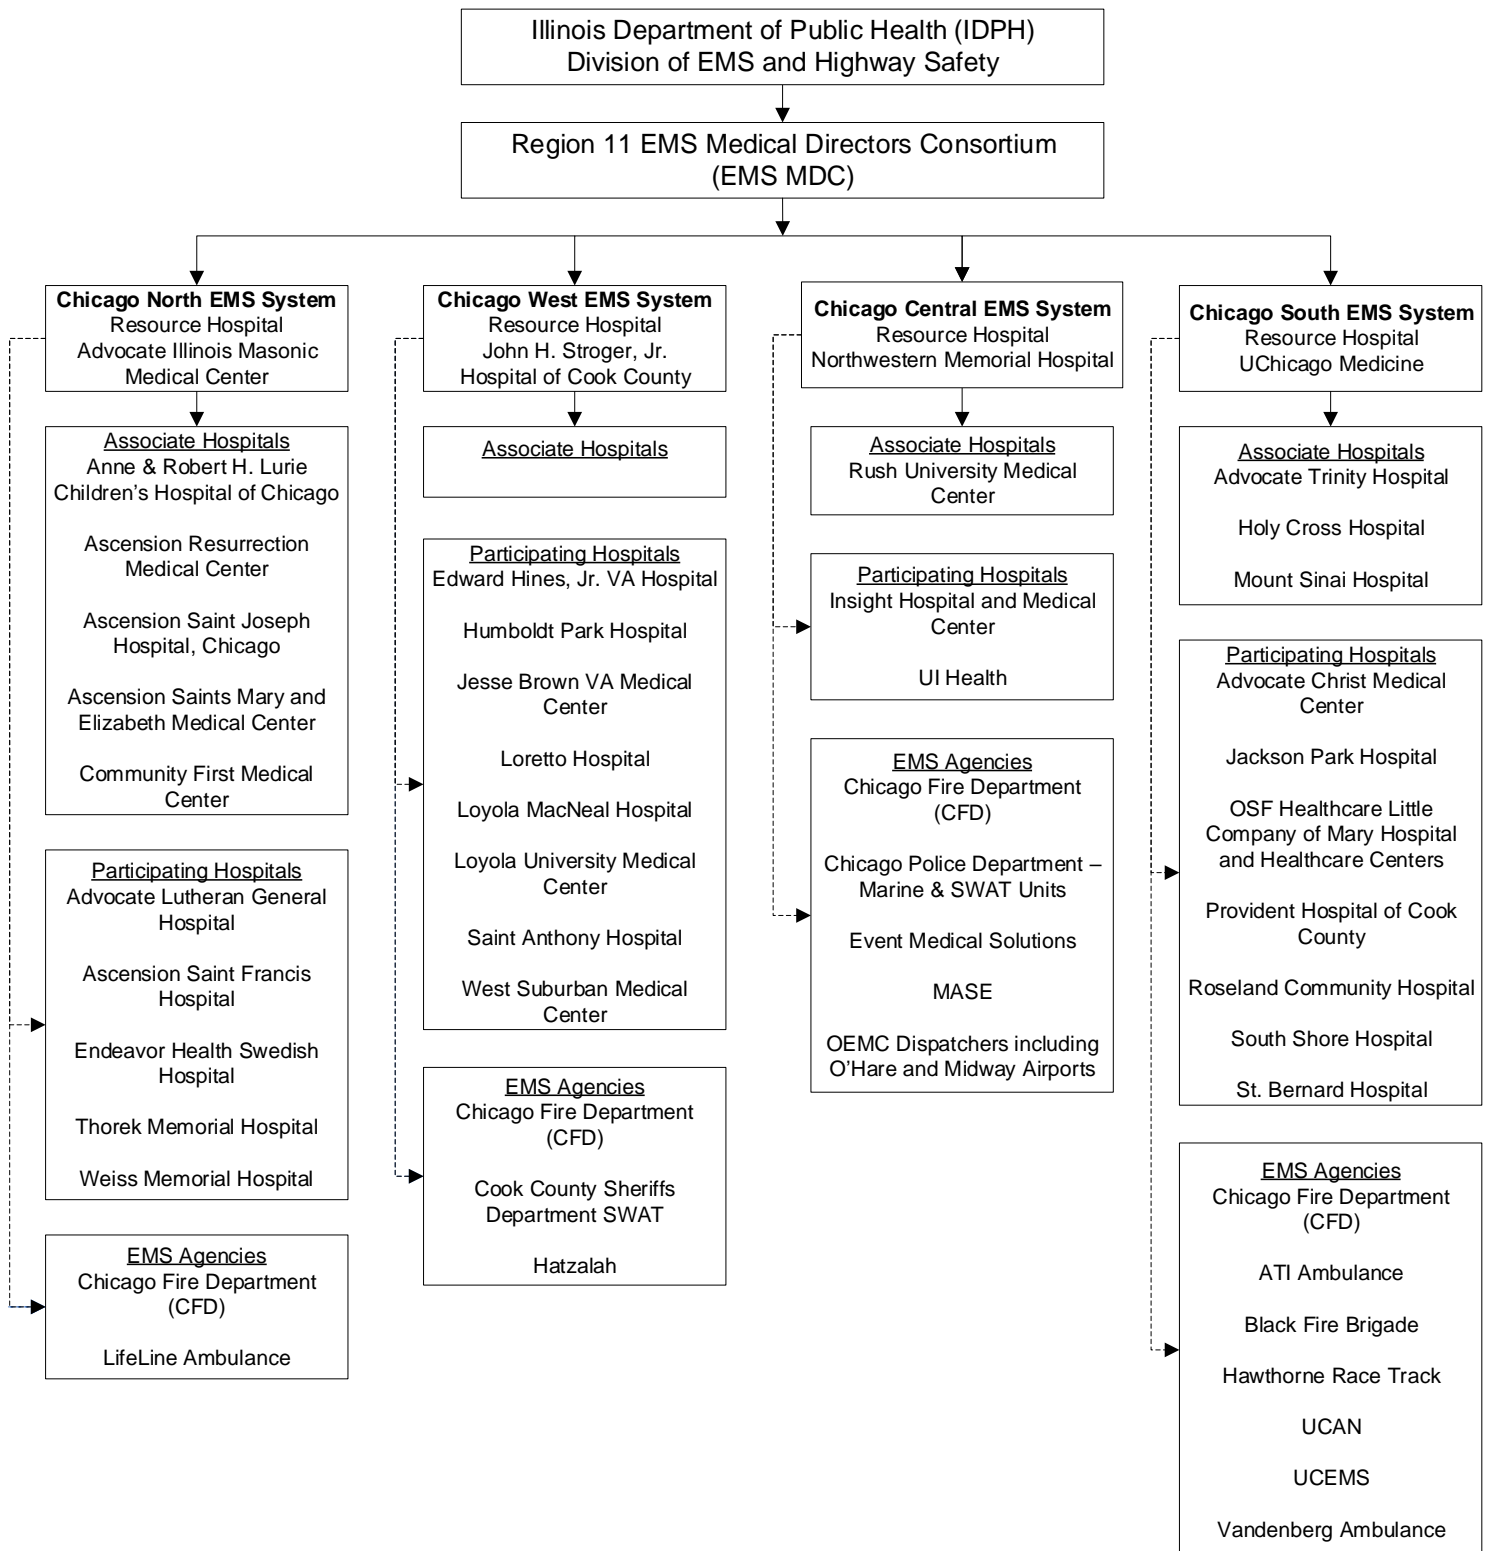 Illinois Department of Public Health (IDPH)
Division of EMS and Highway Safety
Region 11 EMS Medical Directors Consortium
(EMS MDC)
Chicago North EMS System
Resource Hospital
Advocate Illinois Masonic
Medical Center
Associate Hospitals
Anne & Robert H. Lurie
Children’s Hospital of Chicago
Ascension Resurrection
Medical Center
Ascension Saint Joseph
Hospital, Chicago
Ascension Saints Mary and
Elizabeth Medical Center
Community First Medical
Center
Participating Hospitals
Advocate Lutheran General
Hospital
Ascension Saint Francis
Hospital
Endeavor Health Swedish
Hospital
Thorek Memorial Hospital
Weiss Memorial Hospital
EMS Agencies
Chicago Fire Department
(CFD)
LifeLine Ambulance
Chicago West EMS System
Resource Hospital
John H. Stroger, Jr.
Hospital of Cook County
Associate Hospitals
Participating Hospitals
Edward Hines, Jr. VA Hospital
Humboldt Park Hospital
Jesse Brown VA Medical
Center
Loretto Hospital
Loyola MacNeal Hospital
Loyola University Medical
Center
Saint Anthony Hospital
West Suburban Medical
Center
EMS Agencies
Chicago Fire Department
(CFD)
Cook County Sheriffs
Department SWAT
Hatzalah
Chicago Central EMS System
Resource Hospital
Northwestern Memorial Hospital
Associate Hospitals
Rush University Medical
Center
Participating Hospitals
Insight Hospital and Medical
Center
UI Health
EMS Agencies
Chicago Fire Department
(CFD)
Chicago Police Department –
Marine & SWAT Units
Event Medical Solutions
MASE
OEMC Dispatchers including
O’Hare and Midway Airports
Chicago South EMS System
Resource Hospital
UChicago Medicine
Associate Hospitals
Advocate Trinity Hospital
Holy Cross Hospital
Mount Sinai Hospital
Participating Hospitals
Advocate Christ Medical
Center
Jackson Park Hospital
OSF Healthcare Little
Company of Mary Hospital
and Healthcare Centers
Provident Hospital of Cook
County
Roseland Community Hospital
South Shore Hospital
St. Bernard Hospital
EMS Agencies
Chicago Fire Department
(CFD)
ATI Ambulance
Black Fire Brigade
Hawthorne Race Track
UCAN
UCEMS
Vandenberg Ambulance